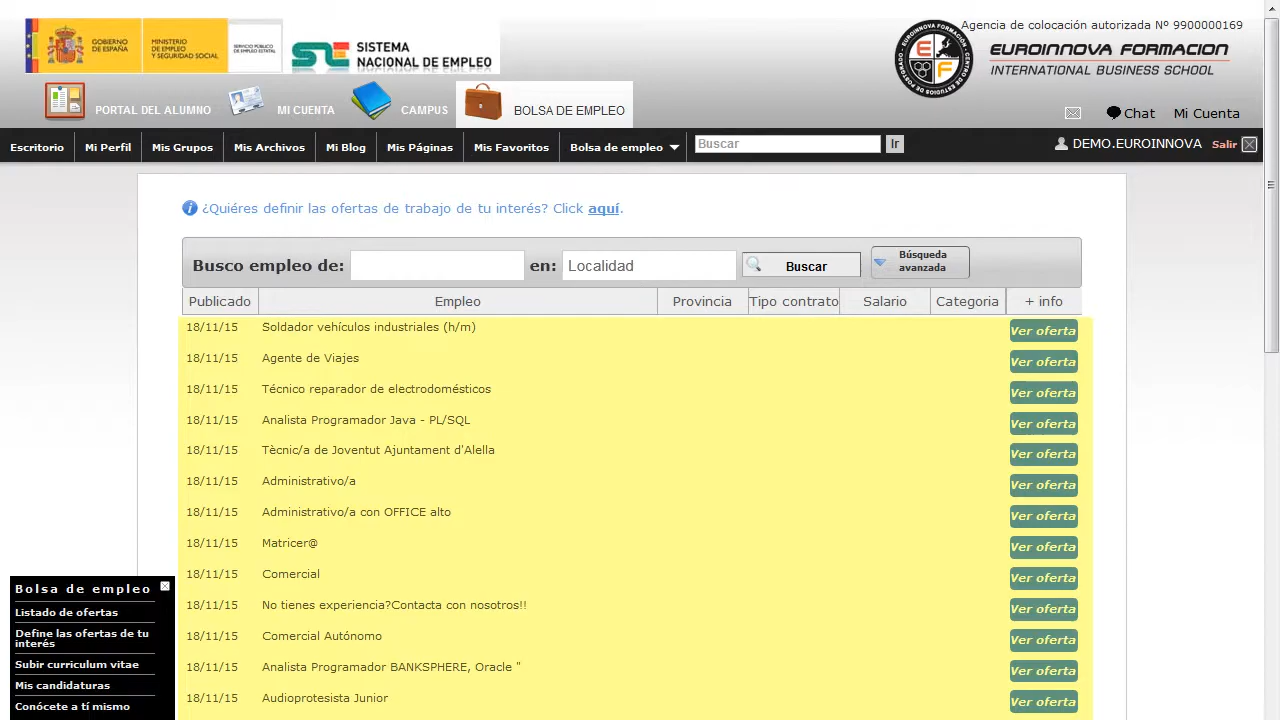 GOBIERNO DE ESPAÑA
MINISTERIO DE EMPLEO Y SEGURIDAD SOCIAL
SERVICIO PÚBLICO DE EMPLEO ESTATAL
SISTEMA NACIONAL DE EMPLEO
Agencia de colocación autorizada Nº 9900000169
EUROINNOVA FORMACIÓN
INTERNATIONAL BUSINESS SCHOOL
PORTAL DEL ALUMNO MI CUENTA CAMPUS BOLSA DE EMPLEO
Chat Mi Cuenta
Escritorio Mi Perfil Mis Grupos Mis Archivos Mi Blog Mis Páginas Mis Favoritos Bolsa de empleo Buscar Ir DEMO.EUROINNOVA Salir
¿Quiéres definir las ofertas de trabajo de tu interés? Click aquí.
Busco empleo de: en: Localidad Buscar Búsqueda avanzada
Publicado Empleo Provincia Tipo contrato Salario Categoria + info
18/11/15 Soldador vehículos industriales (h/m) Ver oferta
18/11/15 Agente de Viajes Ver oferta
18/11/15 Técnico reparador de electrodomésticos Ver oferta
18/11/15 Analista Programador Java - PL/SQL Ver oferta
18/11/15 Tècnic/a de Joventut Ajuntament d'Alella Ver oferta
18/11/15 Administrativo/a Ver oferta
18/11/15 Administrativo/a con OFFICE alto Ver oferta
18/11/15 Matricer@ Ver oferta
18/11/15 Comercial Ver oferta
18/11/15 No tienes experiencia?Contacta con nosotros!! Ver oferta
18/11/15 Comercial Autónomo Ver oferta
18/11/15 Analista Programador BANKSPHERE, Oracle " Ver oferta
18/11/15 Audioprotesista Junior Ver oferta
Bolsa de empleo
Listado de ofertas
Define las ofertas de tu
interés
Subir curriculum vitae
Mis candidaturas
Conócete a tí mismo